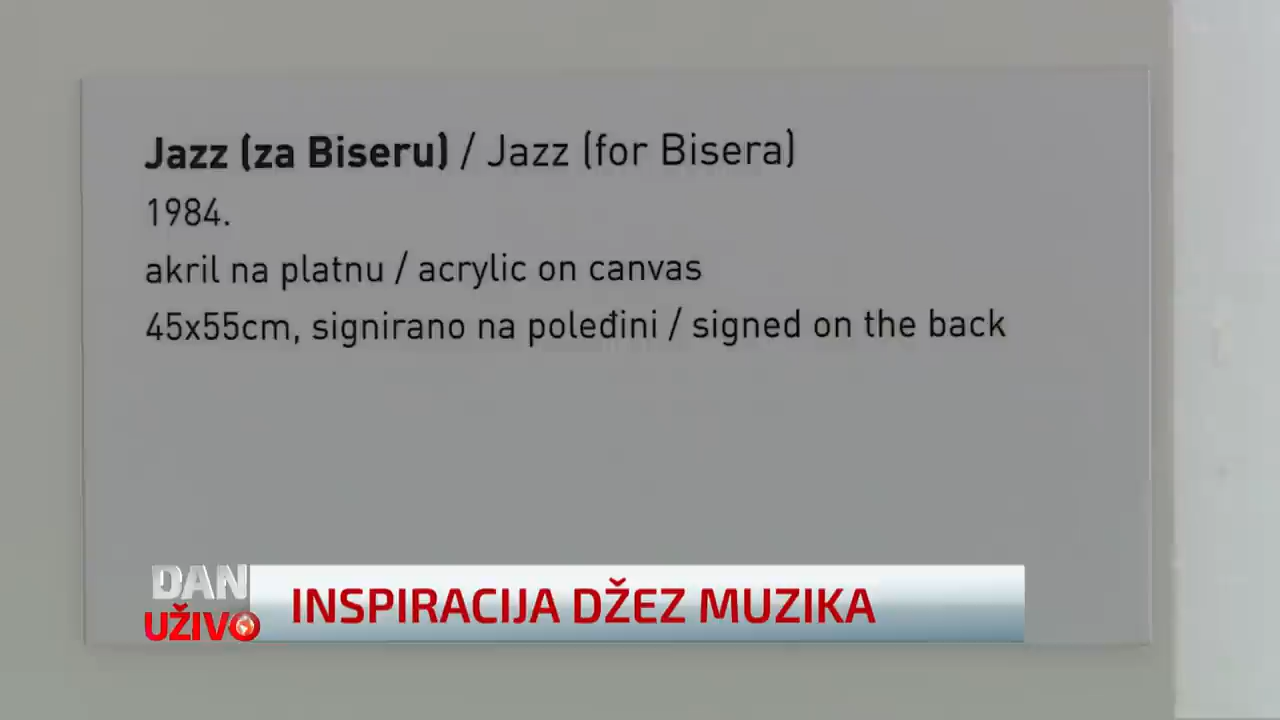 Jazz (za Biseru) / Jazz (for Bisera)
1984.
akril na platnu / acrylic on canvas
45x55cm, signirano na poleđini / signed on the back
DAN
UŽIVO
INSPIRACIJA DŽEZ MUZIKA